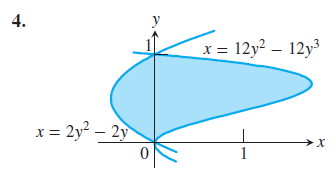 4.
y
1
x = 12y² – 12y³
x = 2y² – 2y
0
1
x